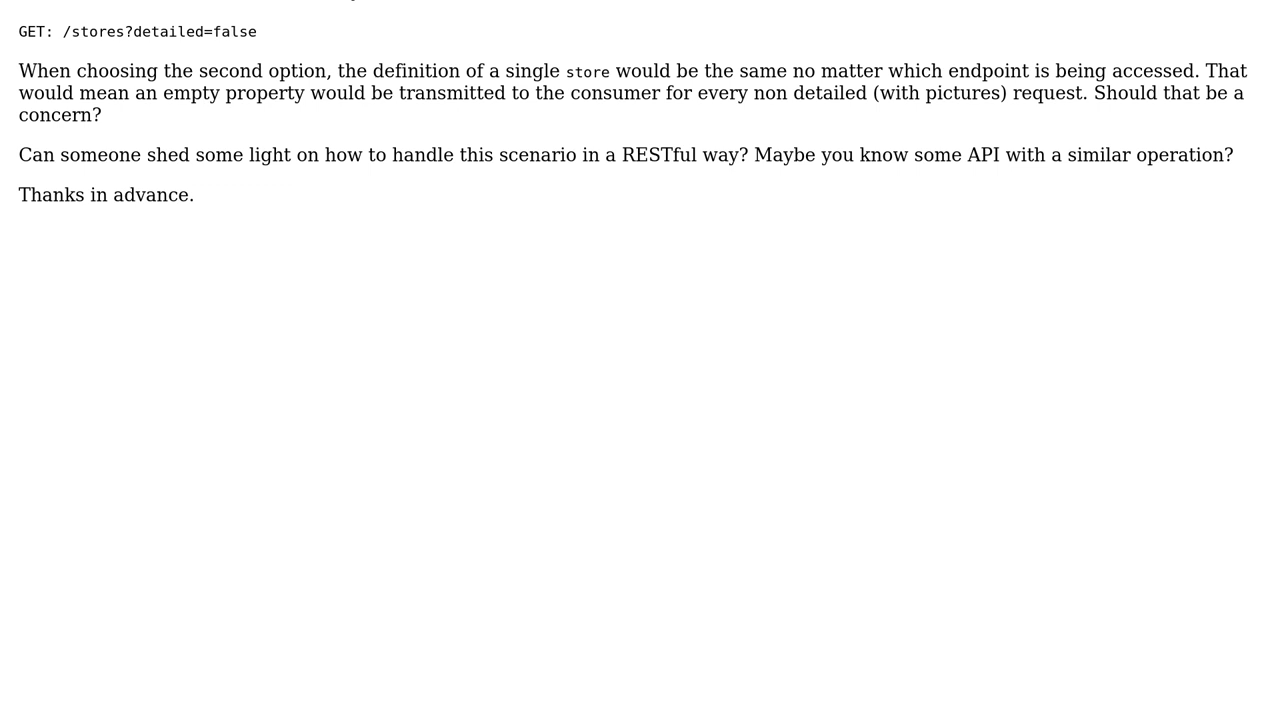 GET: /stores?detailed=false
When choosing the second option, the definition of a single store would be the same no matter which endpoint is being accessed. That
would mean an empty property would be transmitted to the consumer for every non detailed (with pictures) request. Should that be a
concern?
Can someone shed some light on how to handle this scenario in a RESTful way? Maybe you know some API with a similar operation?
Thanks in advance.